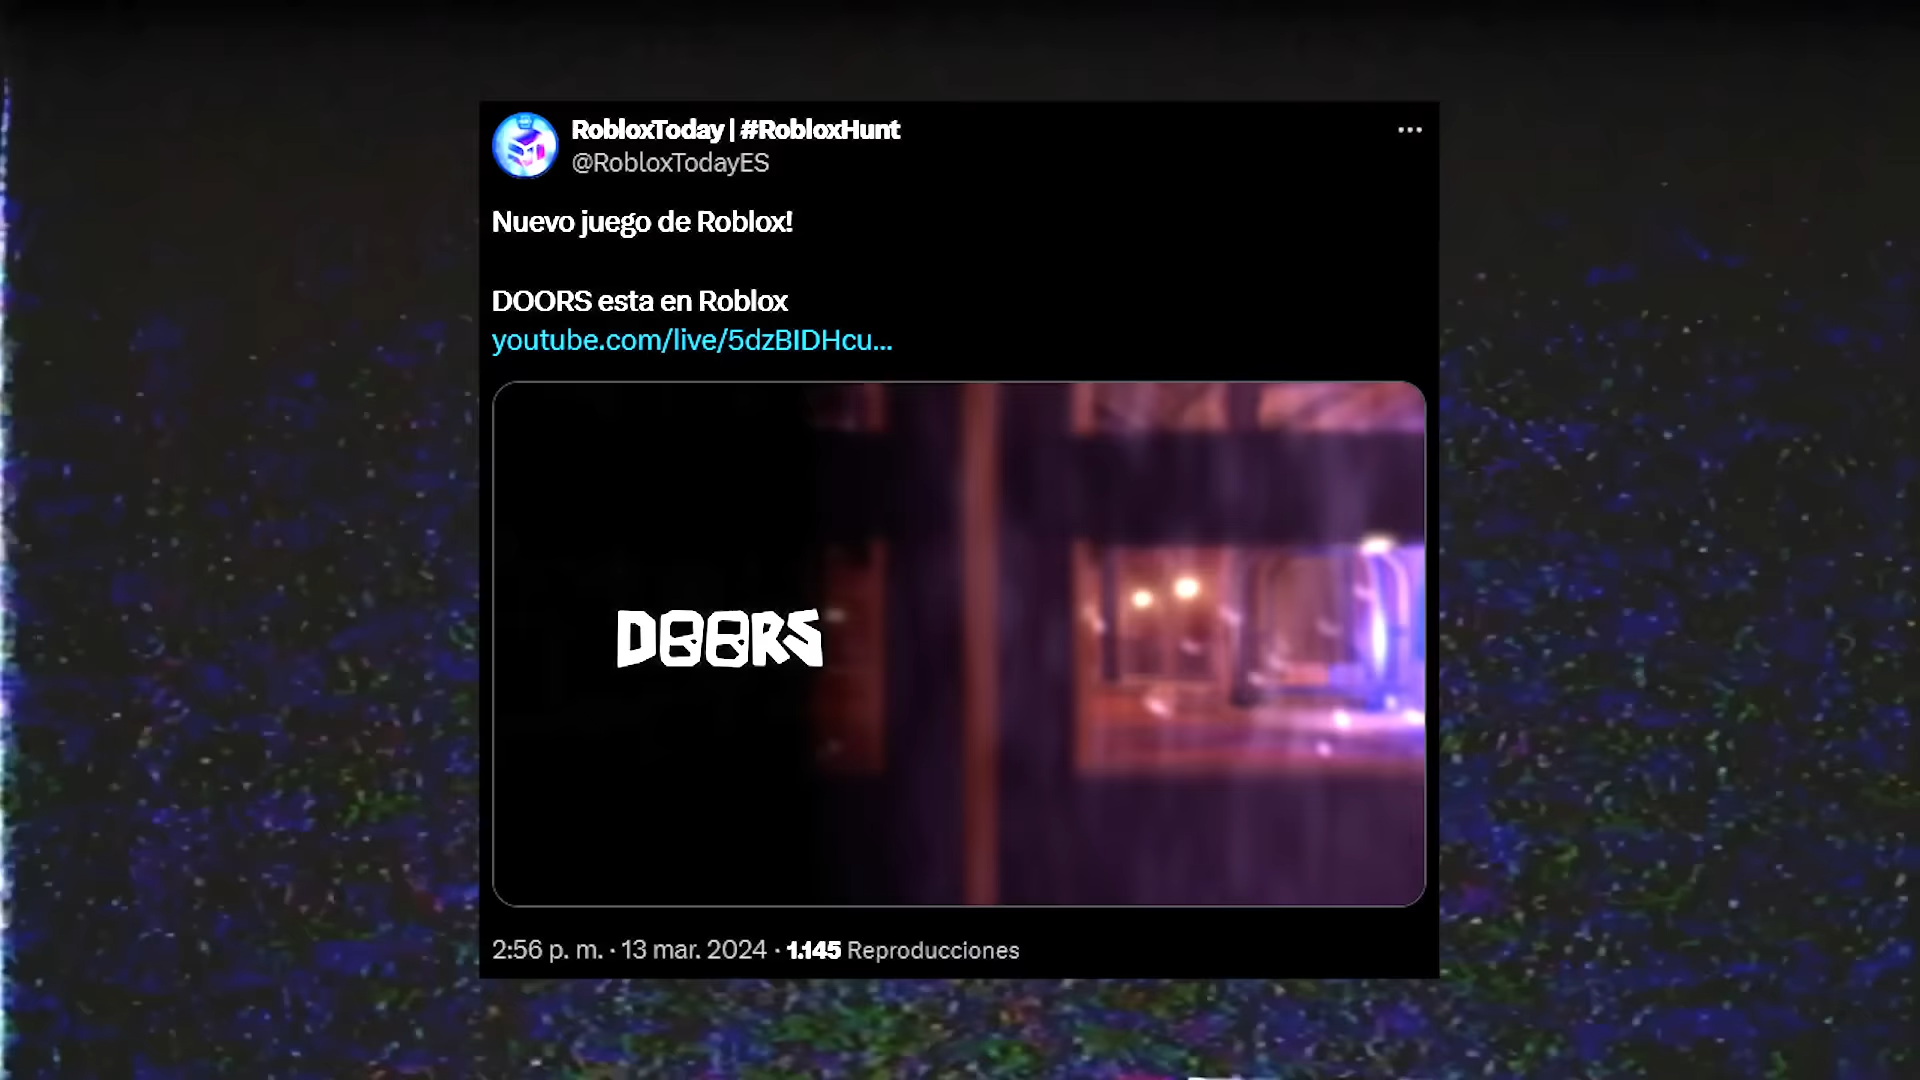 RobloxToday | #RobloxHunt
@RobloxTodayES
Nuevo juego de Roblox!
DOORS esta en Roblox
youtube.com/live/5dzBIDHcu...
DOORS
2:56 p. m. · 13 mar. 2024 · 1.145 Reproducciones